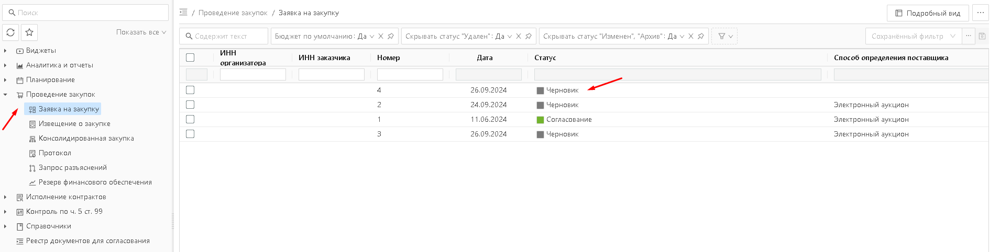 Поиск
Показать все
Виджеты
Аналитика и отчеты
Планирование
Проведение закупок
Заявка на закупку
Извещение о закупке
Консолидированная закупка
Протокол
Запрос разъяснений
Резерв финансового обеспечения
Исполнение контрактов
Контроль по ч. 5 ст. 99
Справочники
Реестр документов для согласования
/ Проведение закупок / Заявка на закупку
Подробный вид ...
Содержит текст Бюджет по умолчанию: Да Скрывать статус "Удален": Да Скрывать статус "Изменен", "Архив": Да Сохранённый фильтр ...
ИНН организатора ИНН заказчика Номер Дата Статус Способ определения поставщика
4 26.09.2024 Черновик
2 24.09.2024 Черновик Электронный аукцион
1 11.06.2024 Согласование Электронный аукцион
3 26.09.2024 Черновик Электронный аукцион